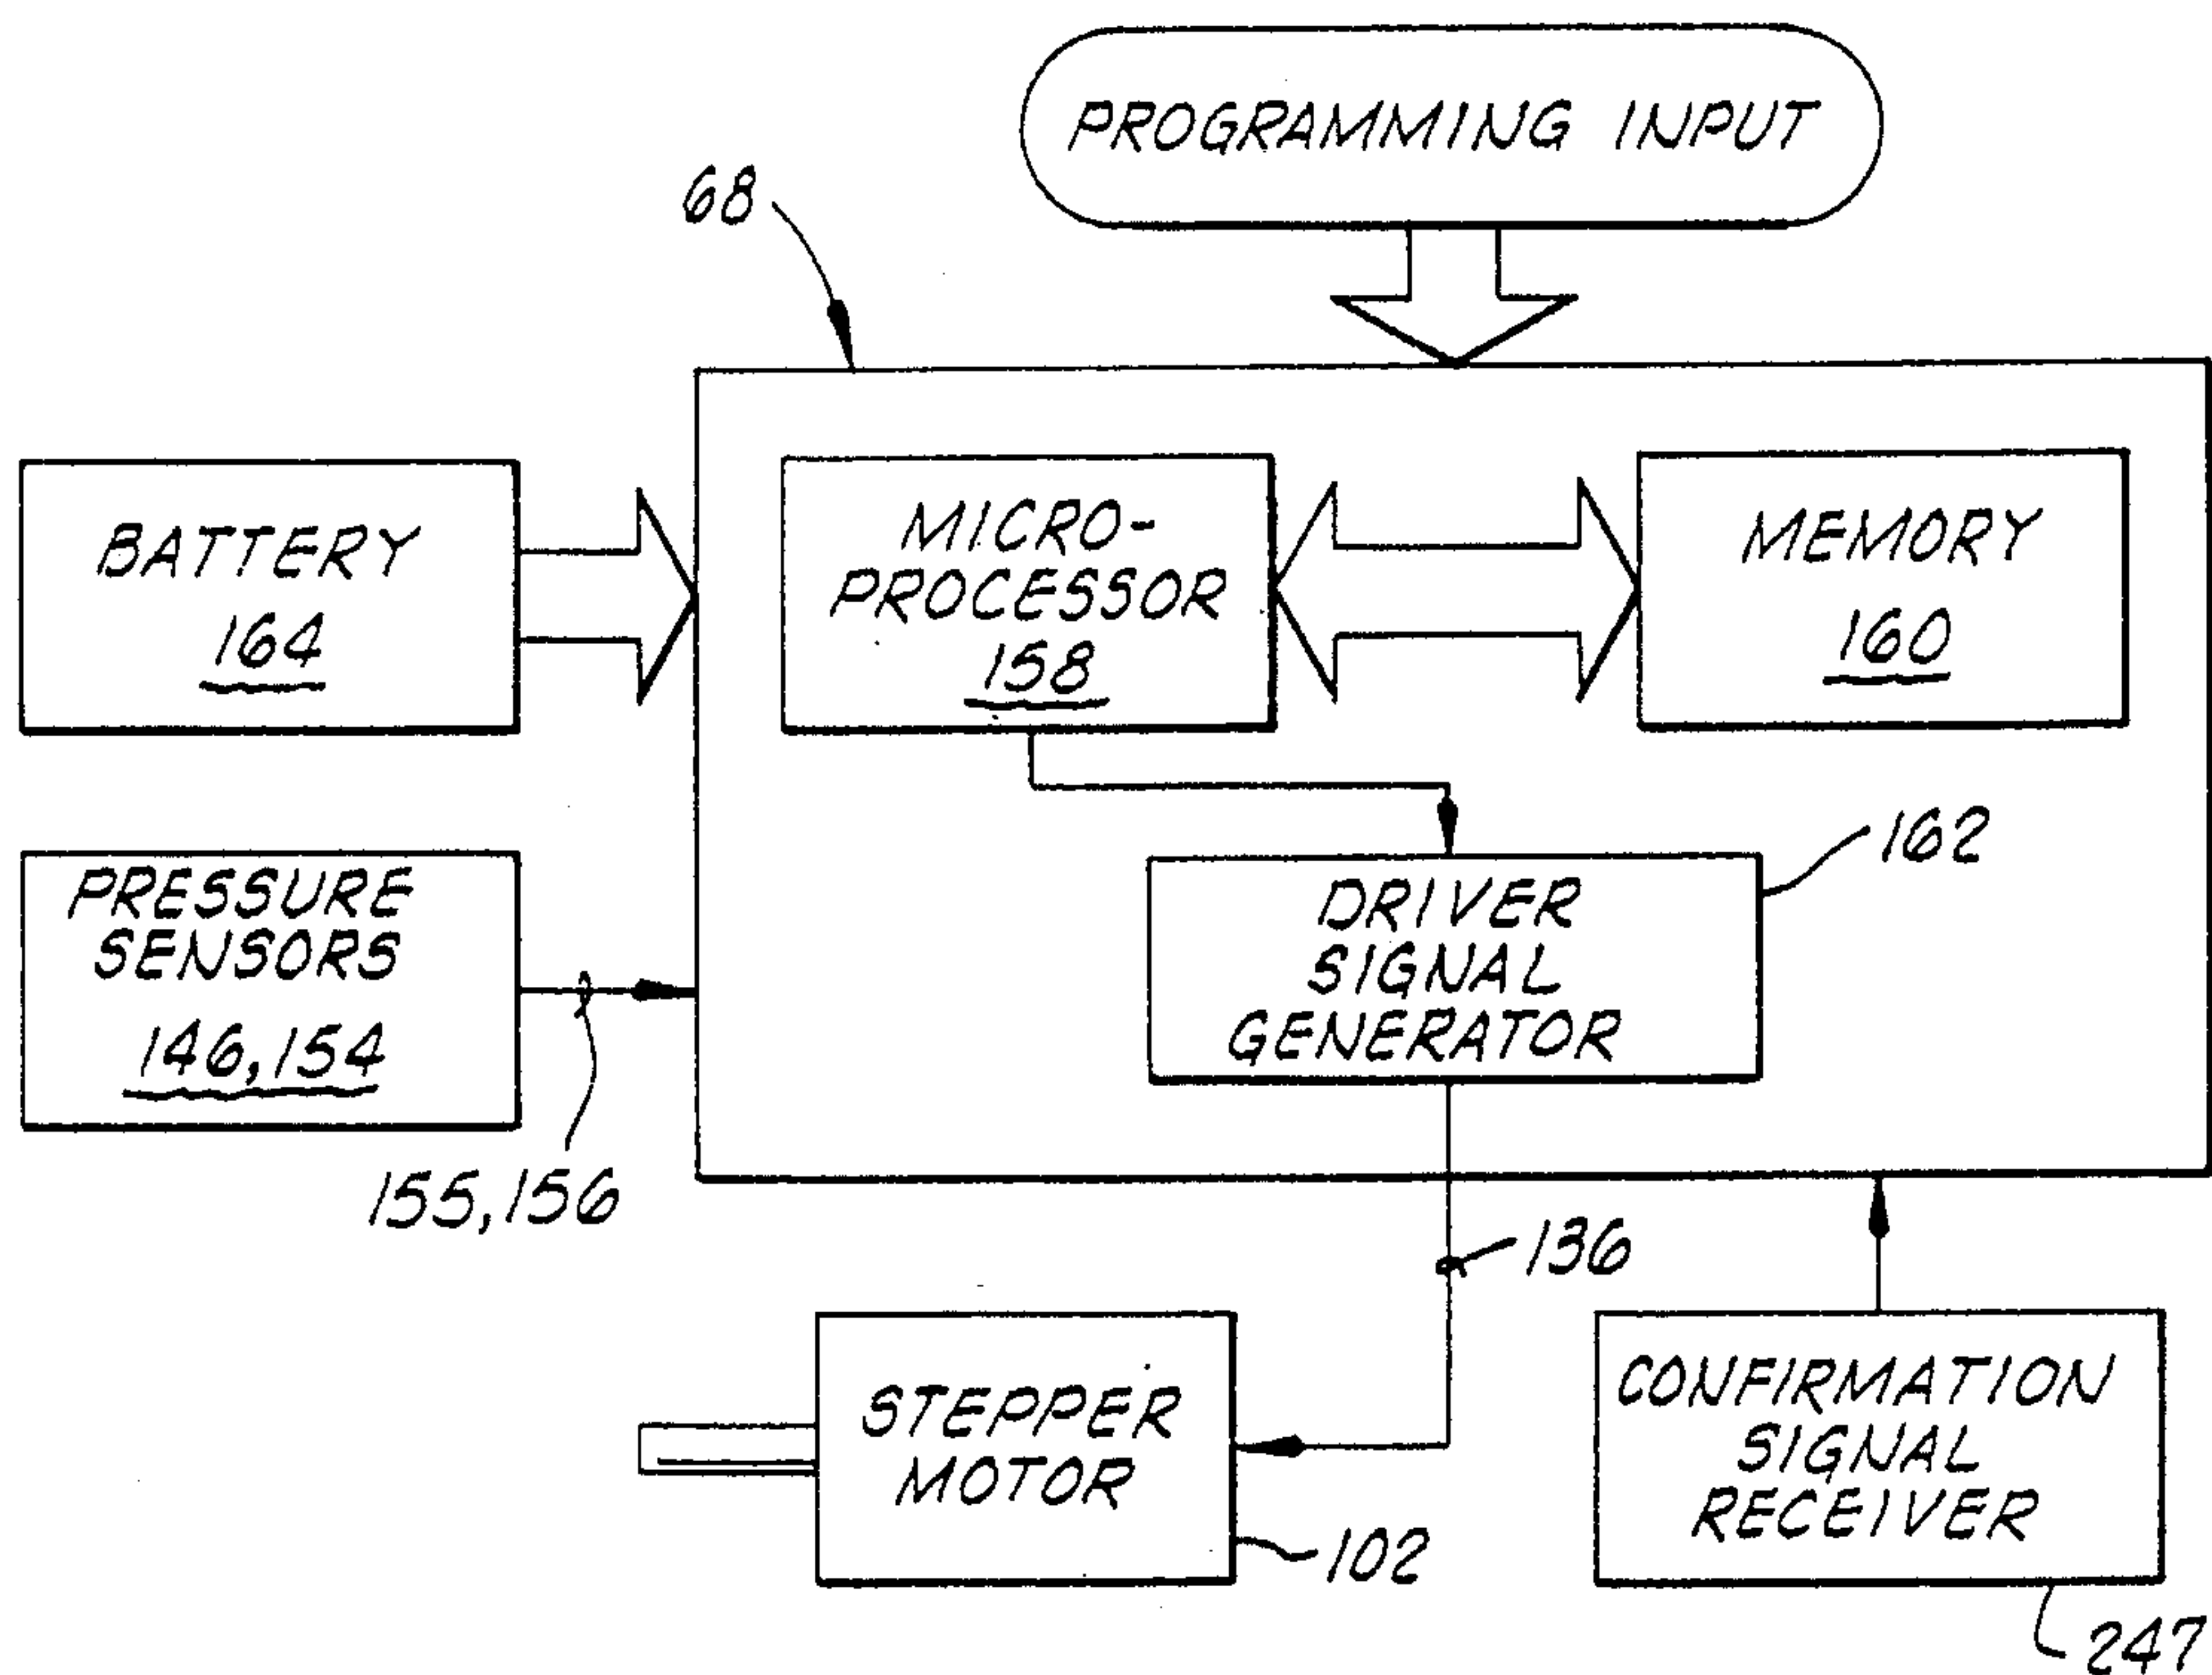 PROGRAMMING INPUT
68
BATTERY
164
MICRO-
PROCESSOR
158
MEMORY
160
162
PRESSURE
SENSORS
146, 154
DRIVER
SIGNAL
GENERATOR
155, 156
136
STEPPER
MOTOR
102
CONFIRMATION
SIGNAL
RECEIVER
247